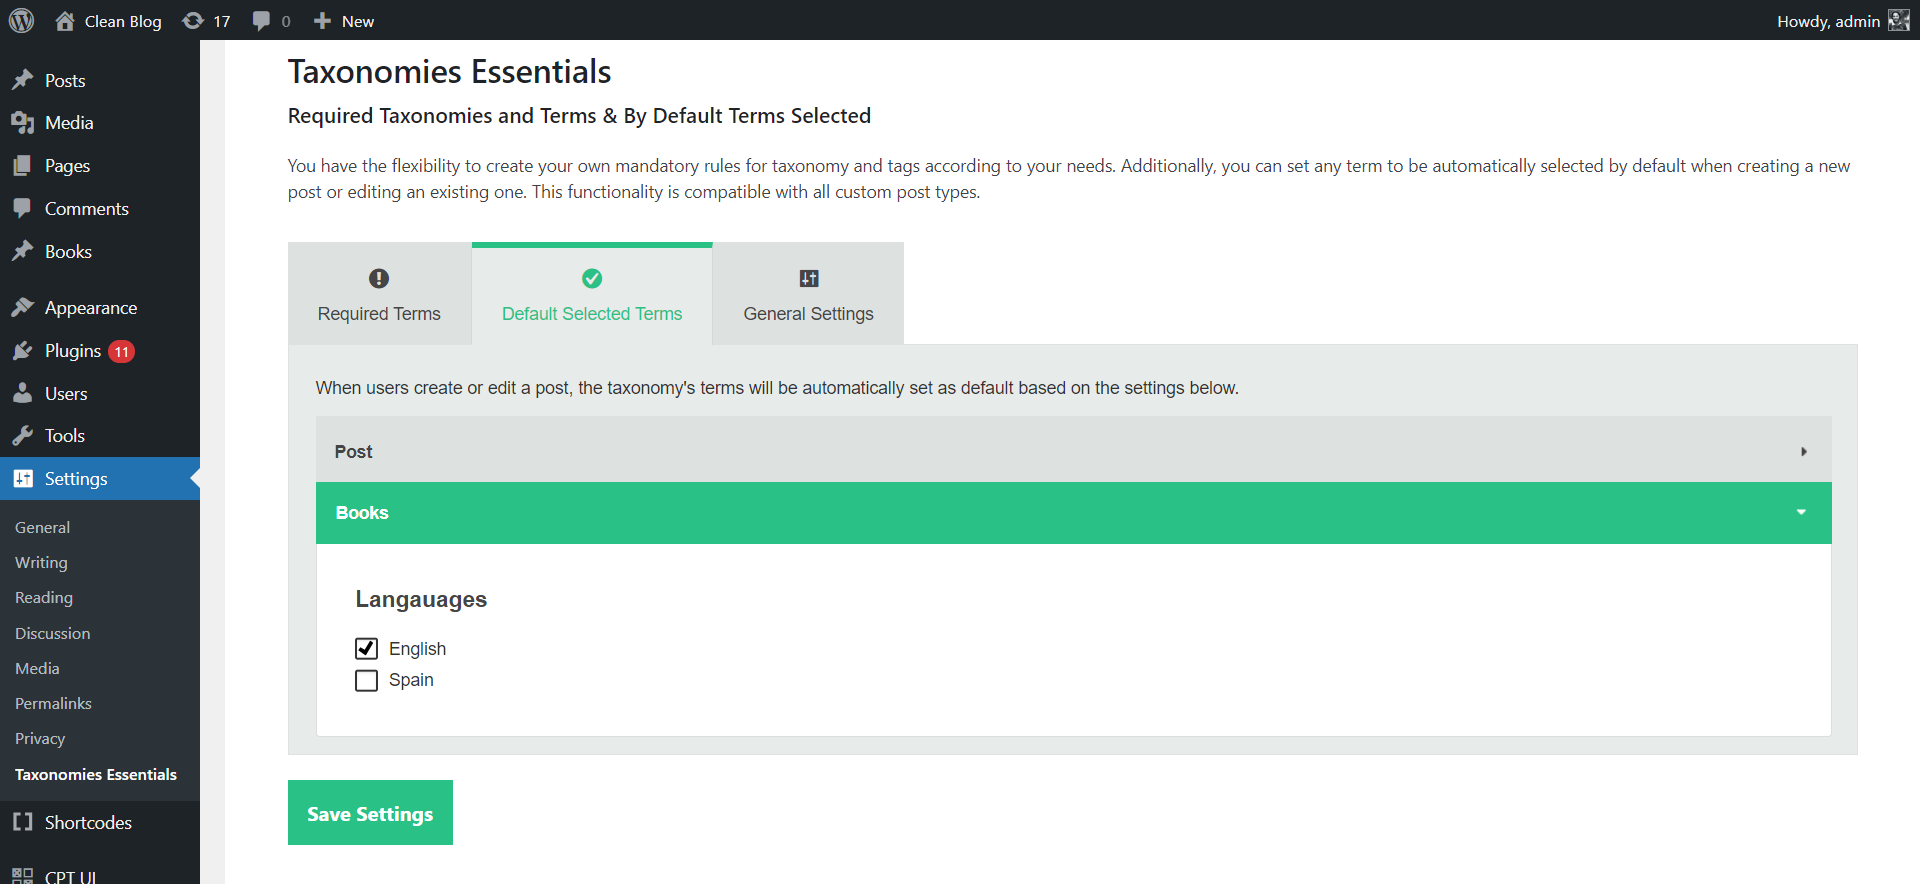 Clean Blog 17 0 New Howdy, admin
Posts
Media
Pages
Comments
Books
Appearance
Plugins 11
Users
Tools
Settings
General
Writing
Reading
Discussion
Media
Permalinks
Privacy
Taxonomies Essentials
Shortcodes
CPT UI
Taxonomies Essentials
Required Taxonomies and Terms & By Default Terms Selected
You have the flexibility to create your own mandatory rules for taxonomy and tags according to your needs. Additionally, you can set any term to be automatically selected by default when creating a new
post or editing an existing one. This functionality is compatible with all custom post types.
Required Terms
Default Selected Terms
General Settings
When users create or edit a post, the taxonomy's terms will be automatically set as default based on the settings below.
Post
Books
Langauages
English
Spain
Save Settings